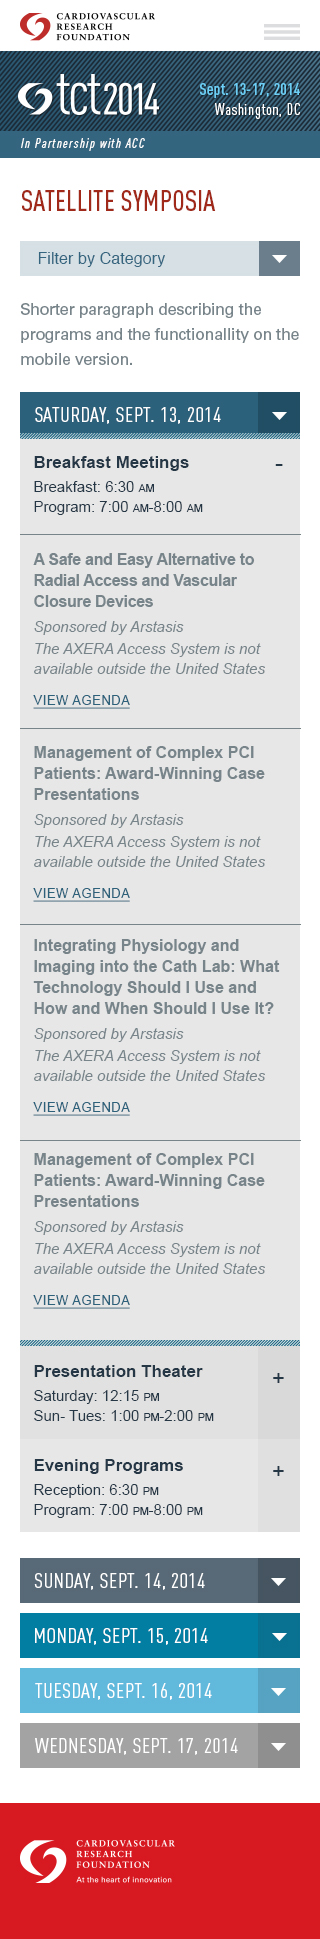 CARDIOVASCULAR
RESEARCH
FOUNDATION
tct2014
Sept. 13-17, 2014
Washington, DC
In Partnership with ACC
SATELLITE SYMPOSIA
Filter by Category
Shorter paragraph describing the
programs and the functionallity on the
mobile version.
SATURDAY, SEPT. 13, 2014
Breakfast Meetings -
Breakfast: 6:30 AM
Program: 7:00 AM-8:00 AM
A Safe and Easy Alternative to
Radial Access and Vascular
Closure Devices
Sponsored by Arstasis
The AXERA Access System is not
available outside the United States
VIEW AGENDA
Management of Complex PCI
Patients: Award-Winning Case
Presentations
Sponsored by Arstasis
The AXERA Access System is not
available outside the United States
VIEW AGENDA
Integrating Physiology and
Imaging into the Cath Lab: What
Technology Should I Use and
How and When Should I Use It?
Sponsored by Arstasis
The AXERA Access System is not
available outside the United States
VIEW AGENDA
Management of Complex PCI
Patients: Award-Winning Case
Presentations
Sponsored by Arstasis
The AXERA Access System is not
available outside the United States
VIEW AGENDA
Presentation Theater +
Saturday: 12:15 PM
Sun- Tues: 1:00 PM-2:00 PM
Evening Programs +
Reception: 6:30 PM
Program: 7:00 PM-8:00 PM
SUNDAY, SEPT. 14, 2014
MONDAY, SEPT. 15, 2014
TUESDAY, SEPT. 16, 2014
WEDNESDAY, SEPT. 17, 2014
CARDIOVASCULAR
RESEARCH
FOUNDATION
At the heart of innovation